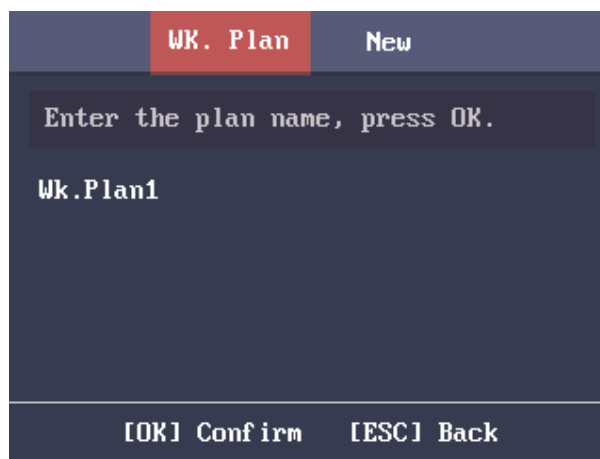 WK. Plan New
Enter the plan name, press OK.
Wk.Plan1
[OK] Confirm [ESC] Back